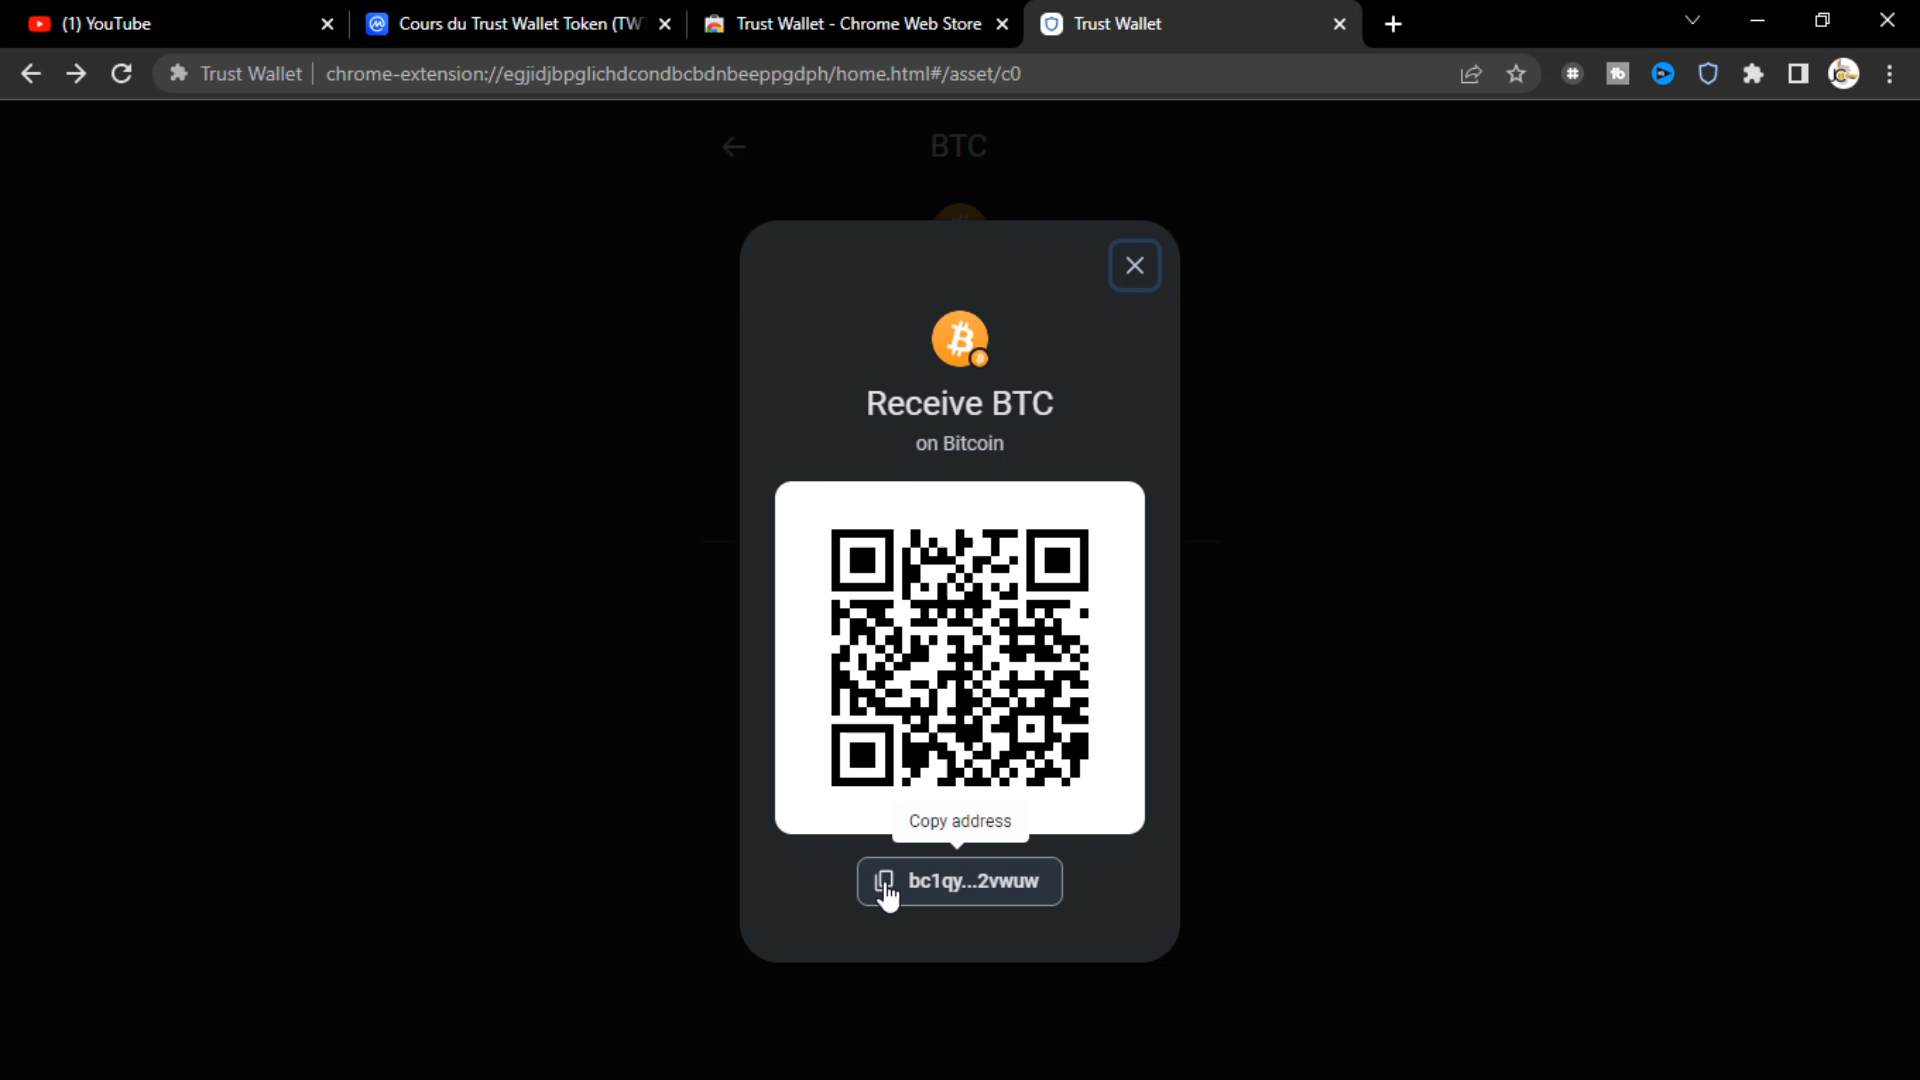 (1) YouTube
Cours du Trust Wallet Token (TWT
Trust Wallet - Chrome Web Store
Trust Wallet
Trust Wallet
chrome-extension://egjidjbpglichdcondbcbdnbeeppgdph/home.html#/asset/c0
BTC
Receive BTC
on Bitcoin
Copy address
bc1qy...2vwuw